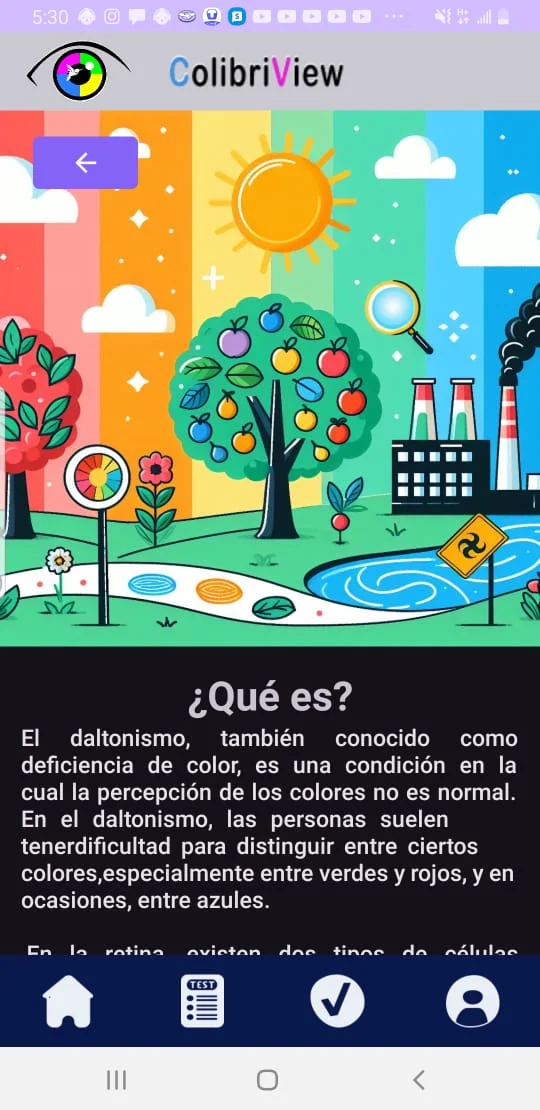 5:30
ColibriView
¿Qué es?
El daltonismo, también conocido como
deficiencia de color, es una condición en la
cual la percepción de los colores no es normal.
En el daltonismo, las personas suelen
tenerdificultad para distinguir entre ciertos
colores,especialmente entre verdes y rojos, y en
ocasiones, entre azules.
En la retina, existen dos tipos de células
TEST